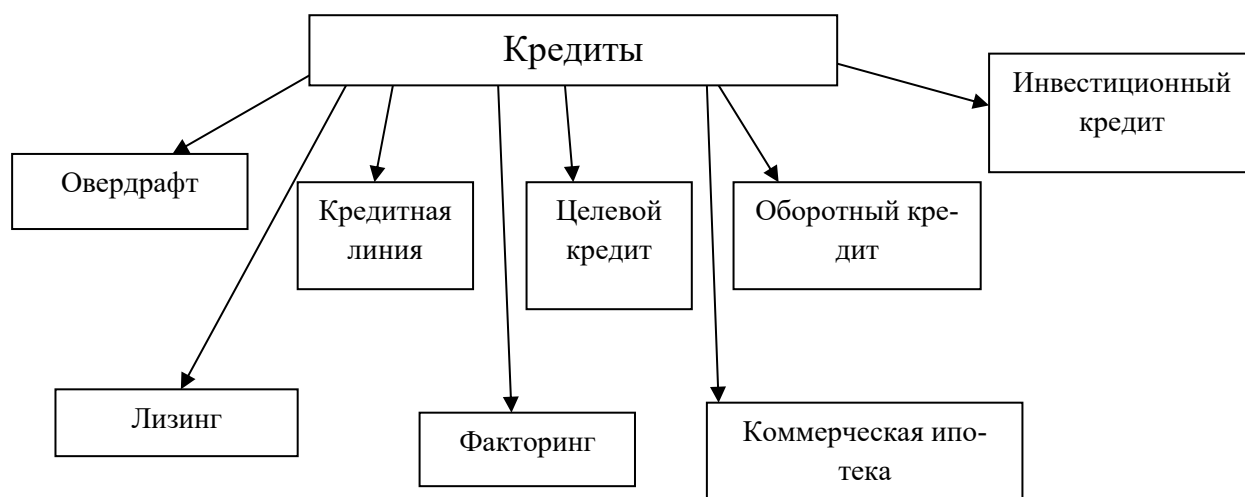 Кредиты
Инвестиционный
кредит
Овердрафт
Кредитная
линия
Целевой
кредит
Оборотный кре-
дит
Лизинг
Факторинг
Коммерческая ипо-
тека